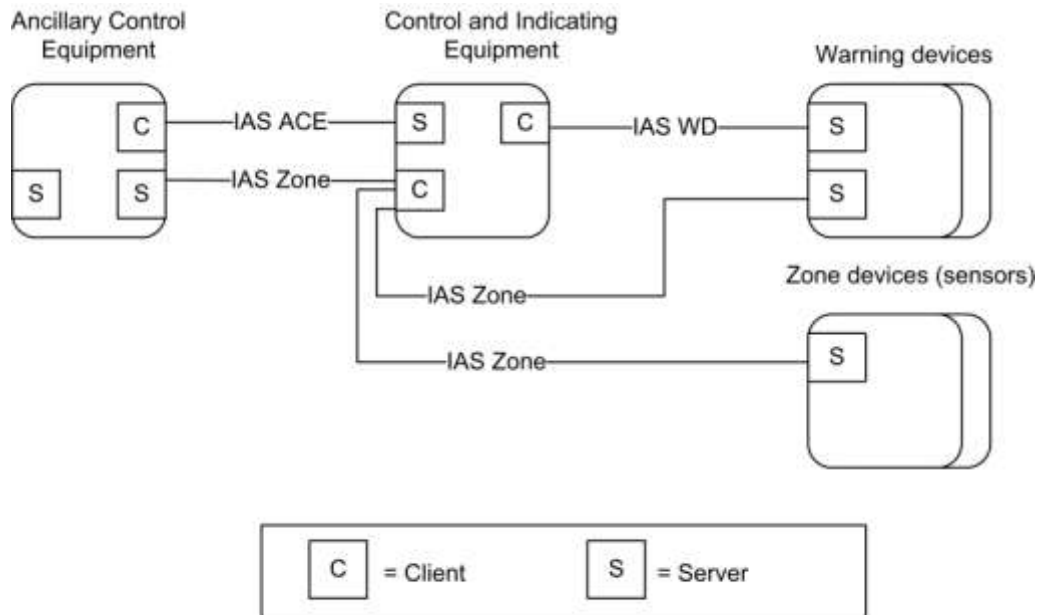 Ancillary Control
Equipment
Control and Indicating
Equipment
Warning devices
C
IAS ACE
S
C
IAS WD
S
S
S
IAS Zone
C
S
IAS Zone
Zone devices (sensors)
IAS Zone
S
C
= Client
S
= Server